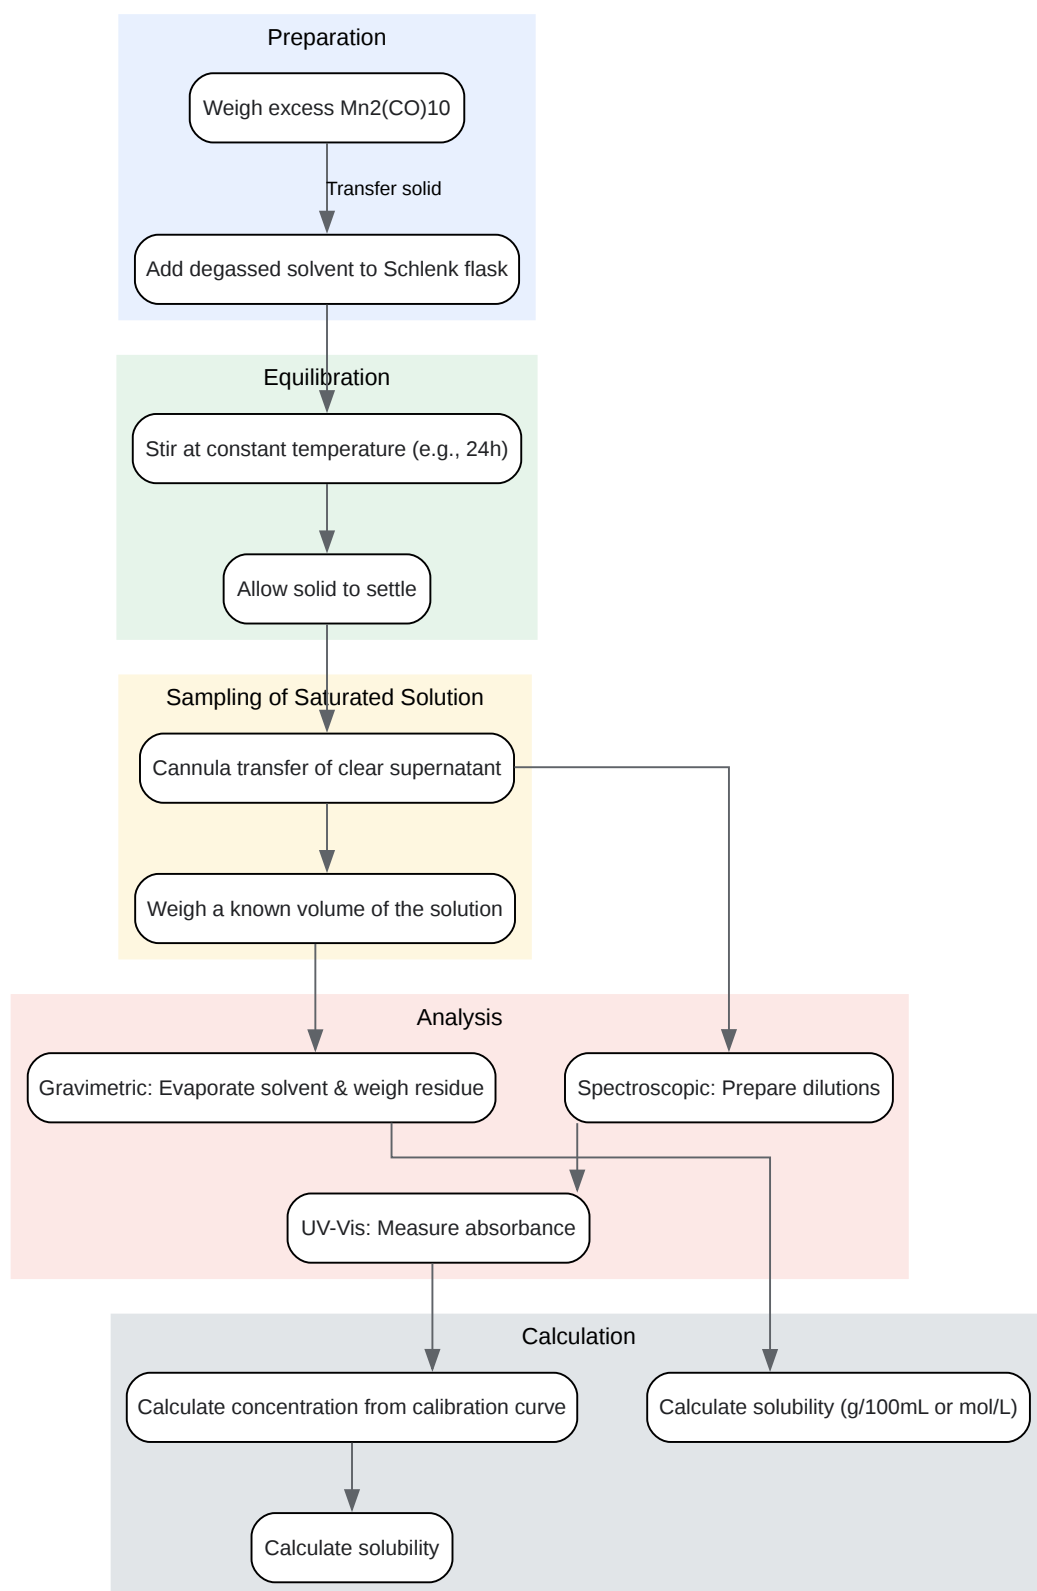 Preparation
Weigh excess Mn2(CO)10
Transfer solid
Add degassed solvent to Schlenk flask
Equilibration
Stir at constant temperature (e.g., 24h)
Allow solid to settle
Sampling of Saturated Solution
Cannula transfer of clear supernatant
Weigh a known volume of the solution
Analysis
Gravimetric: Evaporate solvent & weigh residue
Spectroscopic: Prepare dilutions
UV-Vis: Measure absorbance
Calculation
Calculate concentration from calibration curve
Calculate solubility (g/100mL or mol/L)
Calculate solubility